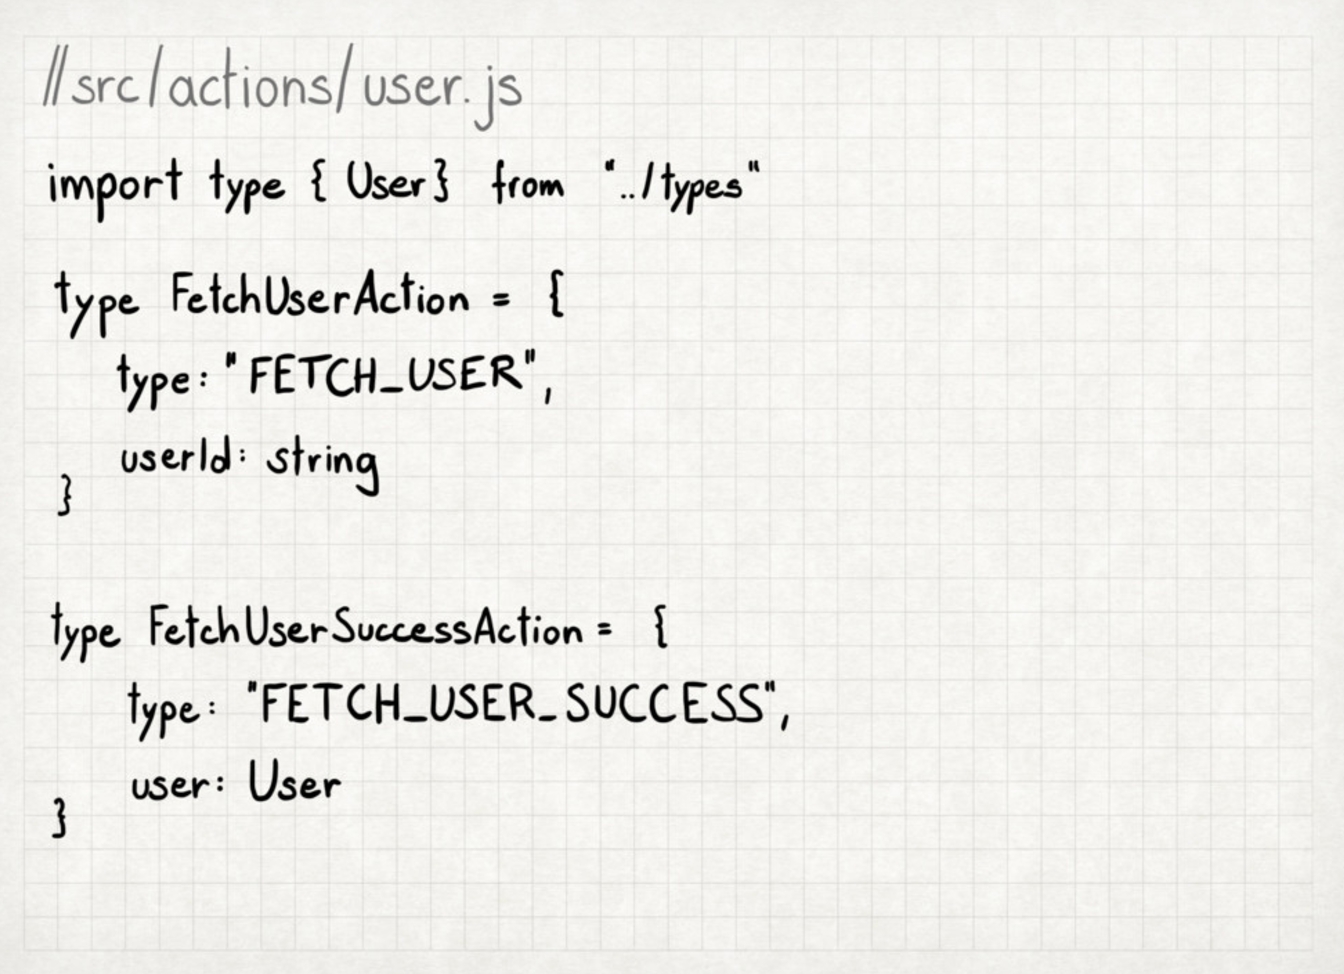 //src/actions/user.js
import type { User} from "../types"
type FetchUserAction = {
type: "FETCH_USER",
userId: string
}
type FetchUserSuccessAction = {
type: "FETCH_USER_SUCCESS",
user: User
}